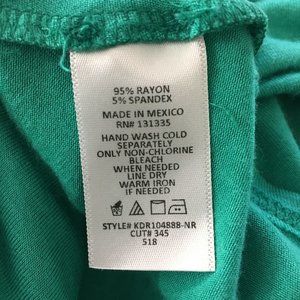 95% RAYON
5% SPANDEX
MADE IN MEXICO
RN# 131335
HAND WASH COLD
SEPARATELY
ONLY NON-CHLORINE
BLEACH
WHEN NEEDED
LINE DRY
WARM IRON
IF NEEDED
STYLE# KDR104888-NR
CUT# 345
518